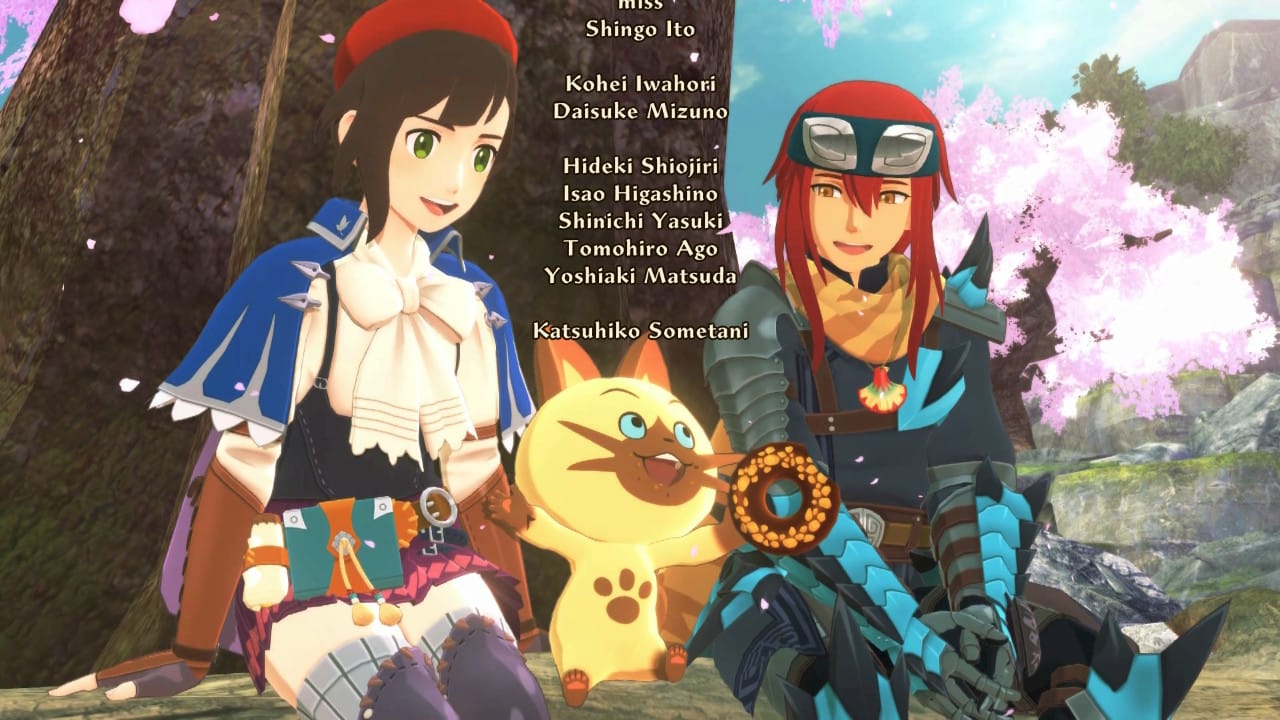 miss
Shingo Ito
Kohei Iwahori
Daisuke Mizuno
Hideki Shiojiri
Isao Higashino
Shinichi Yasuki
Tomohiro Ago
Yoshiaki Matsuda
Katsuhiko Sometani